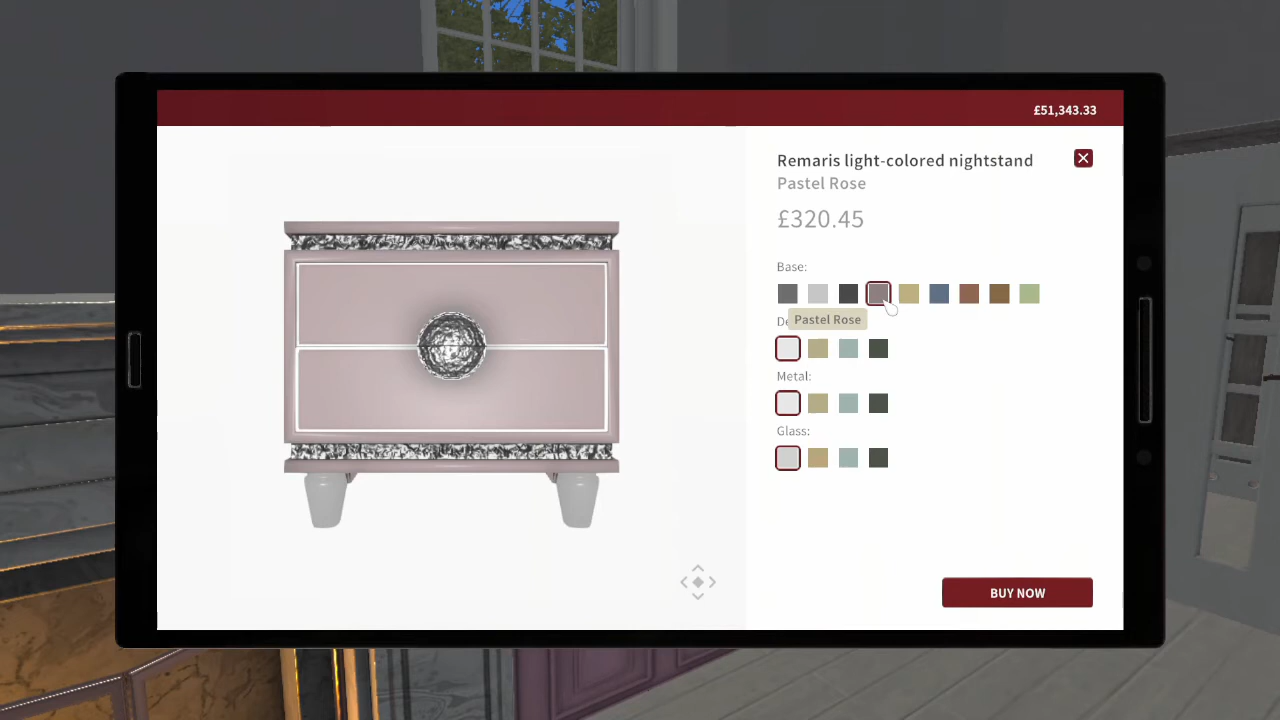 £51,343.33
Remaris light-colored nightstand
Pastel Rose
£320.45
Base:
Pastel Rose
Metal:
Glass:
BUY NOW